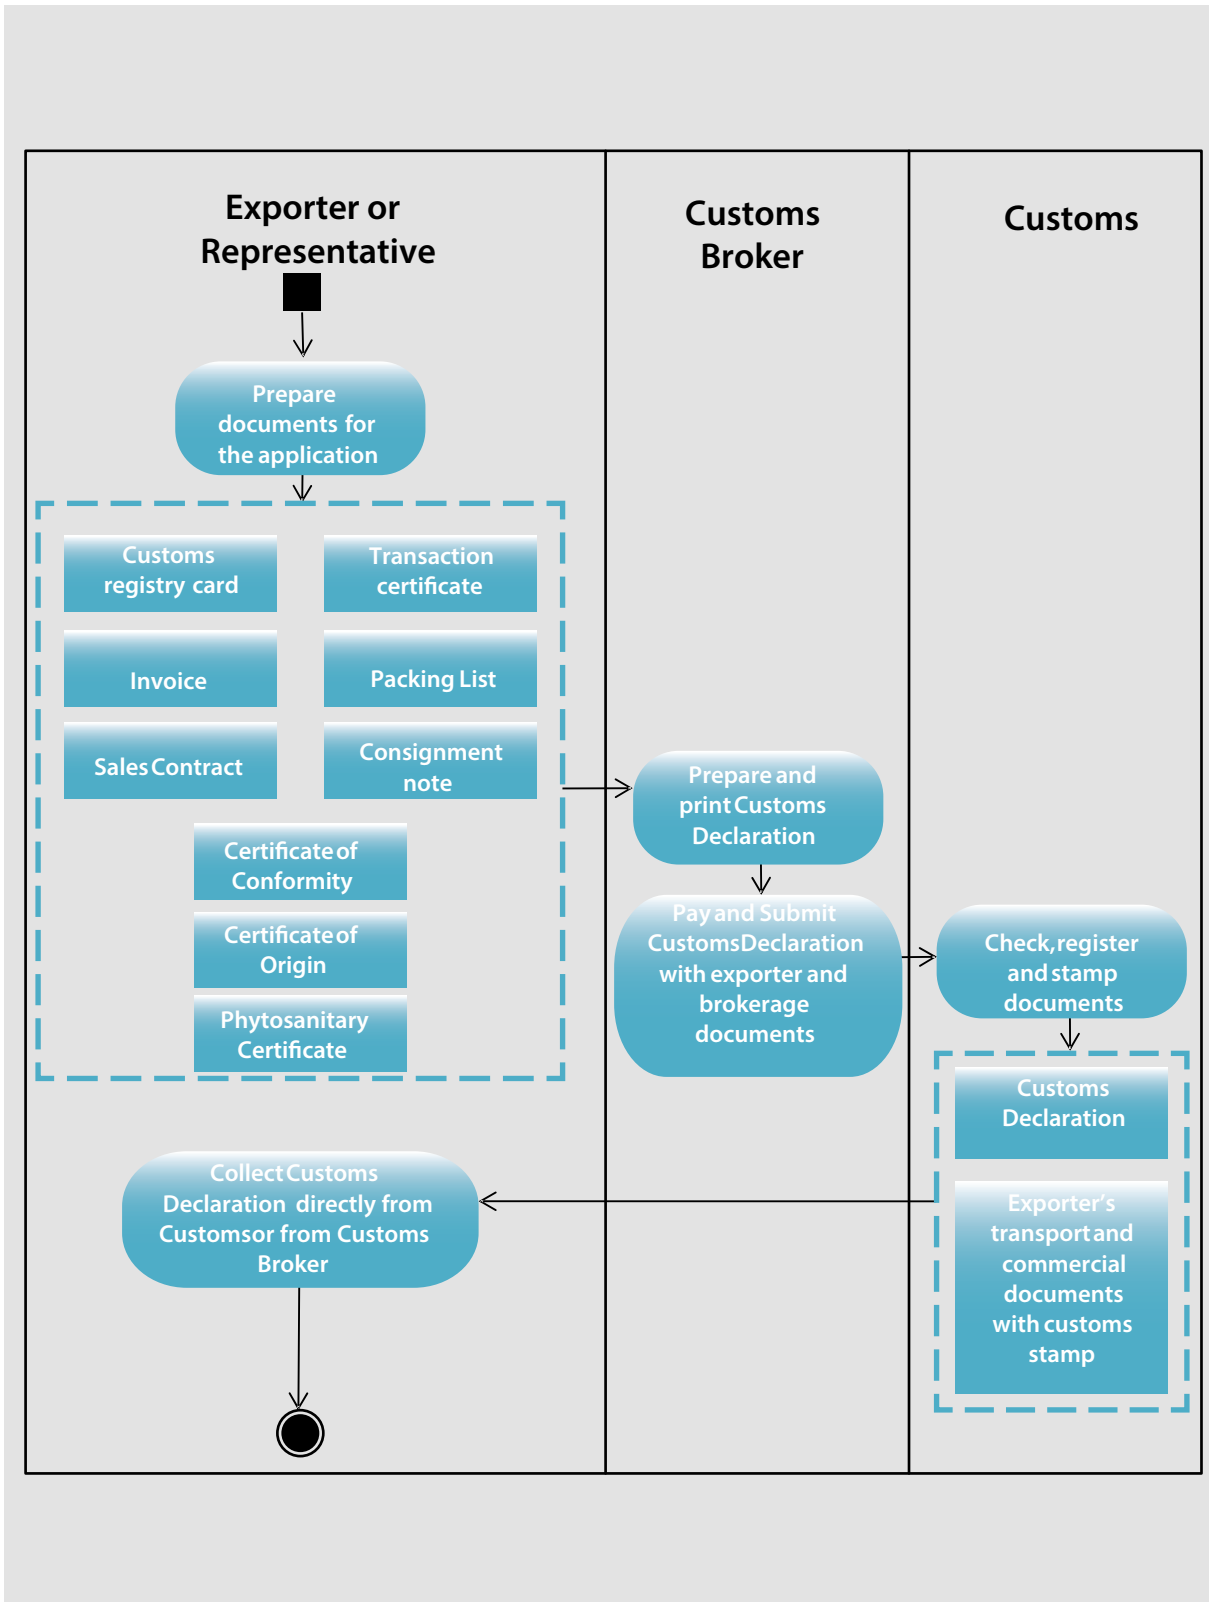 Exporter or
Representative
Customs
Broker
Customs
Prepare
documents for
the application
Customs
registry card
Transaction
certificate
Invoice
Packing List
Sales Contract
Consignment
note
Certificate of
Conformity
Certificate of
Origin
Phytosanitary
Certificate
Prepare and
print Customs
Declaration
Pay and Submit
Customs Declaration
with exporter and
brokerage
documents
Check, register
and stamp
documents
Customs
Declaration
Exporter's
transport and
commercial
documents
with customs
stamp
Collect Customs
Declaration directly from
Customsor from Customs
Broker